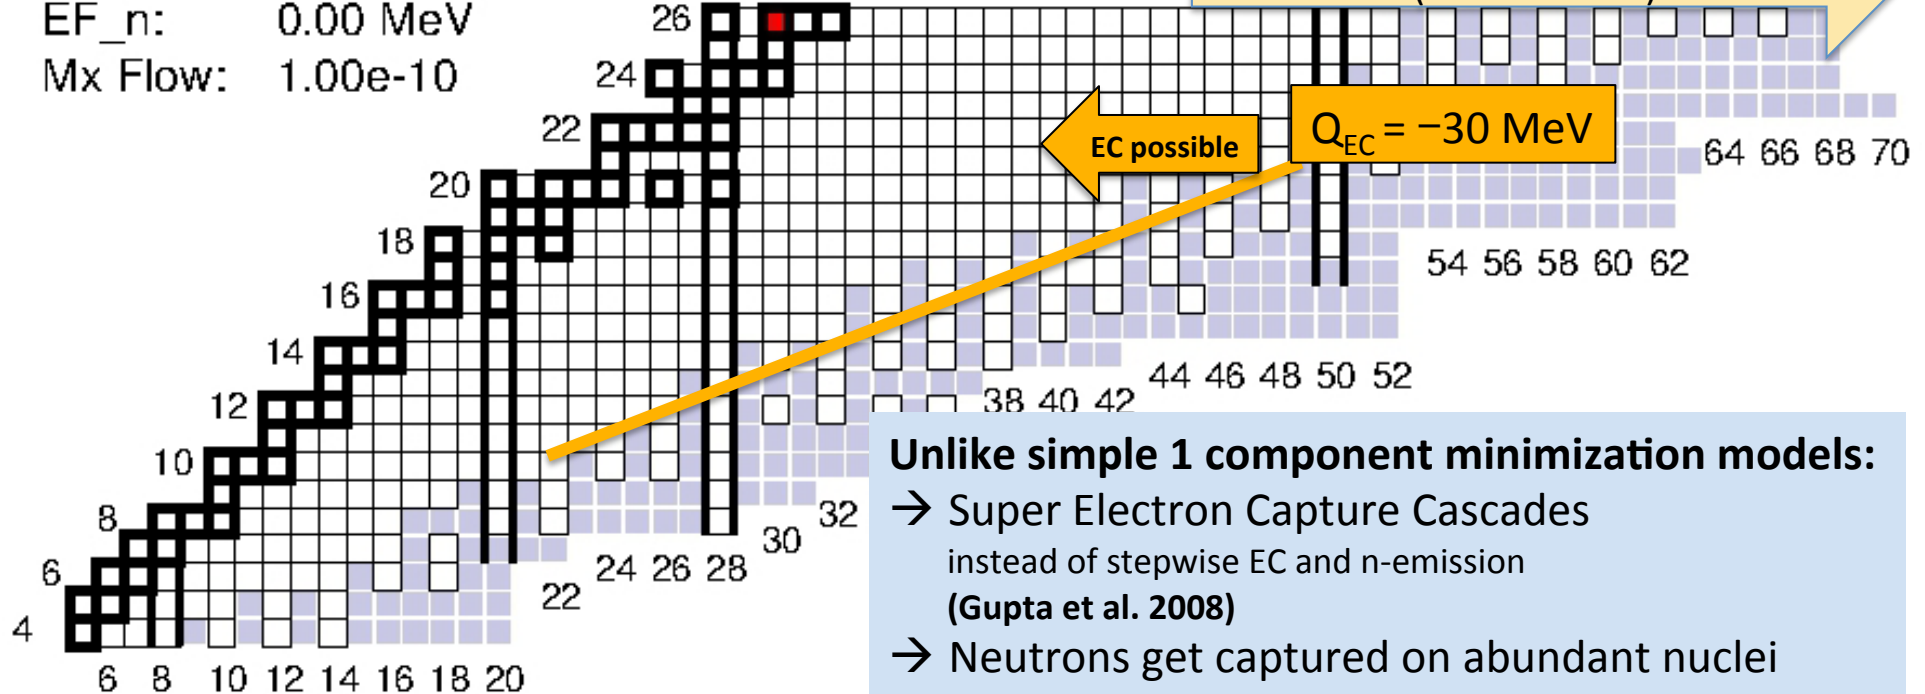 EF_n: 0.00 MeV
Mx Flow: 1.00e-10
26
24
22
20
18
16
14
12
10
8
6
4
EC possible
Q_EC = −30 MeV
64 66 68 70
54 56 58 60 62
44 46 48 50 52
38 40 42
32
30
24 26 28
22
6 8 10 12 14 16 18 20
Unlike simple 1 component minimization models:
→ Super Electron Capture Cascades
instead of stepwise EC and n-emission
(Gupta et al. 2008)
→ Neutrons get captured on abundant nuclei